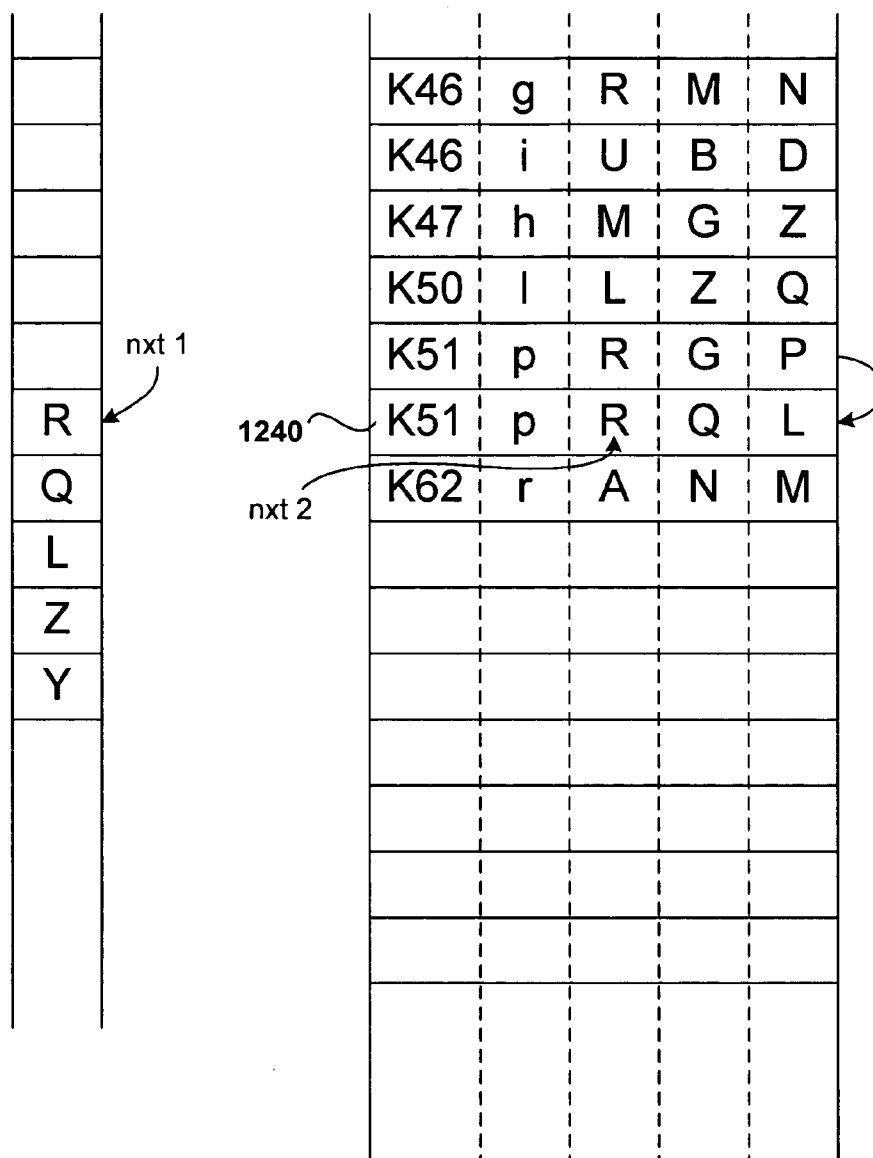 K46 g R M N
K46 i U B D
K47 h M G Z
K50 l L Z Q
nxt 1
K51 p R G P
R
1240 K51 p R Q L
Q
nxt 2
K62 r A N M
L
Z
Y